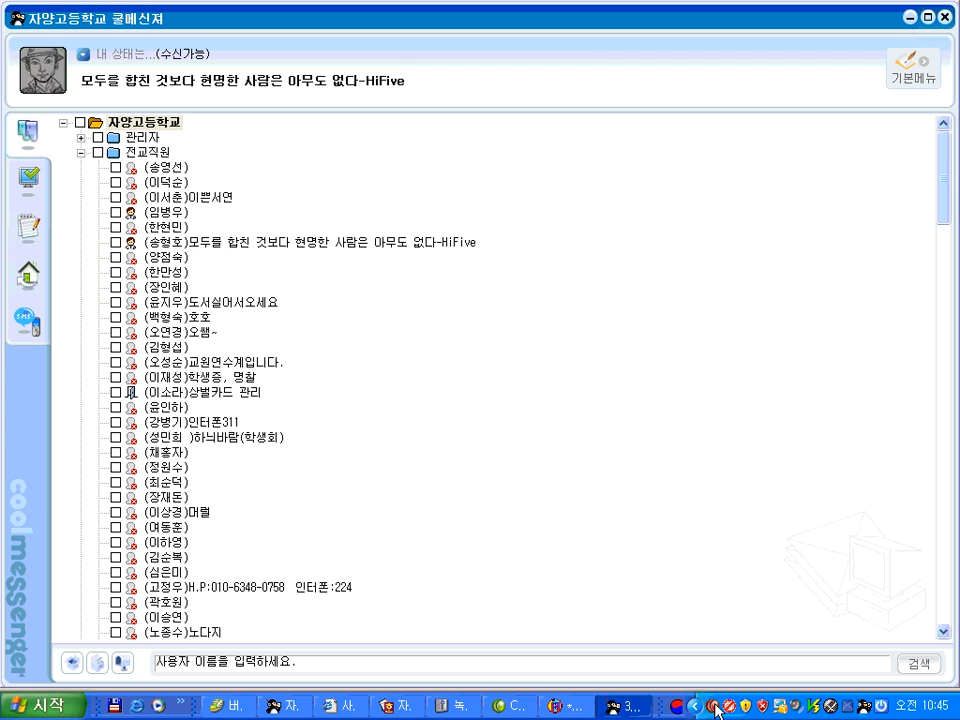 자양고등학교 쿨메신저
내 상태는...(수신가능)
모두를 합친 것보다 현명한 사람은 아무도 없다-HiFive
기본메뉴
자양고등학교
관리자
전교직원
(송영선)
(이덕순)
(이서춘)이쁜서연
(임병우)
(한현민)
(송형호)모두를 합친 것보다 현명한 사람은 아무도 없다-HiFive
(양점숙)
(한만성)
(장인혜)
(윤지우)도서실어서오세요
(백형숙)호호
(오연경)오쌤~
(김형섭)
(오성순)교원연수계입니다.
(이재성)학생증, 명찰
(이소라)상벌카드 관리
(윤인하)
(강병기)인터폰311
(성민희 )하늬바람(학생회)
(채홍자)
(정원수)
(최순덕)
(장재돈)
(이상경)머털
(여동훈)
(이하영)
(김순복)
(심은미)
(고정우)H.P:010-6348-0758 인터폰:224
(곽호원)
(이승연)
(노종수)노다지
coolmessenger
SMS
사용자 이름을 입력하세요.
검색
시작
버.
자.
사.
자.
녹.
C..
*...
3...
오전 10:45